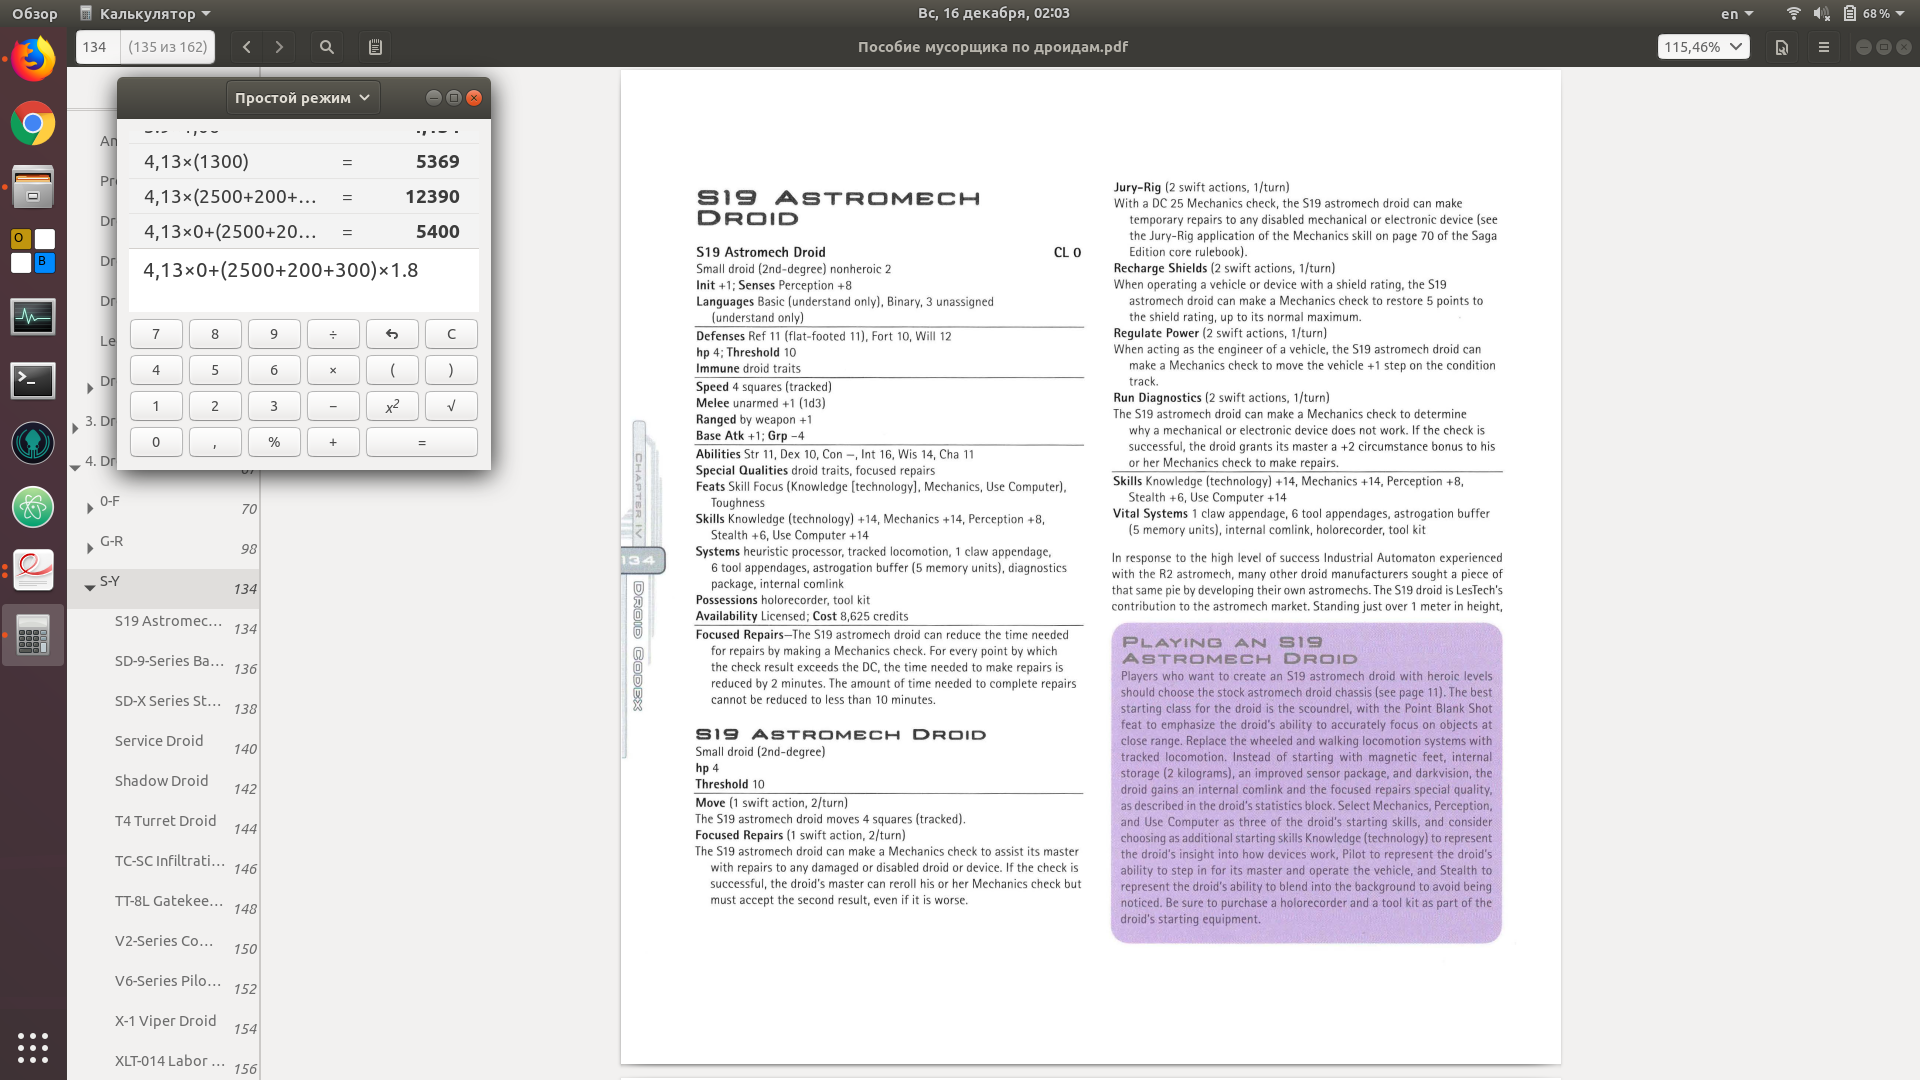 Обзор
Калькулятор
Вс, 16 декабря, 02:03
en
68 %
134
(135 из 162)
Пособие мусорщика по дроидам.pdf
115,46%
Простой режим
4,13×(1300) = 5369
4,13×(2500+200+… = 12390
4,13×0+(2500+20… = 5400
4,13×0+(2500+200+300)×1.8
7 8 9 ÷ C
4 5 6 × ( )
1 2 3 − x² √
0 , % + =
3. Dr
4. Dr
0-F 70
G-R 98
S-Y 134
S19 Astromec… 134
SD-9-Series Ba… 136
SD-X Series St… 138
Service Droid 140
Shadow Droid 142
T4 Turret Droid 144
TC-SC Infiltrati… 146
TT-8L Gatekee… 148
V2-Series Co… 150
V6-Series Pilo… 152
X-1 Viper Droid 154
XLT-014 Labor … 156
CHAPTER IV
134
DROID CODEX
S19 Astromech
Droid
S19 Astromech Droid CL 0
Small droid (2nd-degree) nonheroic 2
Init +1; Senses Perception +8
Languages Basic (understand only), Binary, 3 unassigned
(understand only)
Defenses Ref 11 (flat-footed 11), Fort 10, Will 12
hp 4; Threshold 10
Immune droid traits
Speed 4 squares (tracked)
Melee unarmed +1 (1d3)
Ranged by weapon +1
Base Atk +1; Grp −4
Abilities Str 11, Dex 10, Con —, Int 16, Wis 14, Cha 11
Special Qualities droid traits, focused repairs
Feats Skill Focus (Knowledge [technology], Mechanics, Use Computer),
Toughness
Skills Knowledge (technology) +14, Mechanics +14, Perception +8,
Stealth +6, Use Computer +14
Systems heuristic processor, tracked locomotion, 1 claw appendage,
6 tool appendages, astrogation buffer (5 memory units), diagnostics
package, internal comlink
Possessions holorecorder, tool kit
Availability Licensed; Cost 8,625 credits
Focused Repairs—The S19 astromech droid can reduce the time needed
for repairs by making a Mechanics check. For every point by which
the check result exceeds the DC, the time needed to make repairs is
reduced by 2 minutes. The amount of time needed to complete repairs
cannot be reduced to less than 10 minutes.
S19 Astromech Droid
Small droid (2nd-degree)
hp 4
Threshold 10
Move (1 swift action, 2/turn)
The S19 astromech droid moves 4 squares (tracked).
Focused Repairs (1 swift action, 2/turn)
The S19 astromech droid can make a Mechanics check to assist its master
with repairs to any damaged or disabled droid or device. If the check is
successful, the droid's master can reroll his or her Mechanics check but
must accept the second result, even if it is worse.
Jury-Rig (2 swift actions, 1/turn)
With a DC 25 Mechanics check, the S19 astromech droid can make
temporary repairs to any disabled mechanical or electronic device (see
the Jury-Rig application of the Mechanics skill on page 70 of the Saga
Edition core rulebook).
Recharge Shields (2 swift actions, 1/turn)
When operating a vehicle or device with a shield rating, the S19
astromech droid can make a Mechanics check to restore 5 points to
the shield rating, up to its normal maximum.
Regulate Power (2 swift actions, 1/turn)
When acting as the engineer of a vehicle, the S19 astromech droid can
make a Mechanics check to move the vehicle +1 step on the condition
track.
Run Diagnostics (2 swift actions, 1/turn)
The S19 astromech droid can make a Mechanics check to determine
why a mechanical or electronic device does not work. If the check is
successful, the droid grants its master a +2 circumstance bonus to his
or her Mechanics check to make repairs.
Skills Knowledge (technology) +14, Mechanics +14, Perception +8,
Stealth +6, Use Computer +14
Vital Systems 1 claw appendage, 6 tool appendages, astrogation buffer
(5 memory units), internal comlink, holorecorder, tool kit
In response to the high level of success Industrial Automaton experienced
with the R2 astromech, many other droid manufacturers sought a piece of
that same pie by developing their own astromechs. The S19 droid is LesTech's
contribution to the astromech market. Standing just over 1 meter in height,
Playing an S19
Astromech Droid
Players who want to create an S19 astromech droid with heroic levels
should choose the stock astromech droid chassis (see page 11). The best
starting class for the droid is the scoundrel, with the Point Blank Shot
feat to emphasize the droid's ability to accurately focus on objects at
close range. Replace the wheeled and walking locomotion systems with
tracked locomotion. Instead of starting with magnetic feet, internal
storage (2 kilograms), an improved sensor package, and darkvision, the
droid gains an internal comlink and the focused repairs special quality,
as described in the droid's statistics block. Select Mechanics, Perception,
and Use Computer as three of the droid's starting skills, and consider
choosing as additional starting skills Knowledge (technology) to represent
the droid's insight into how devices work, Pilot to represent the droid's
ability to step in for its master and operate the vehicle, and Stealth to
represent the droid's ability to blend into the background to avoid being
noticed. Be sure to purchase a holorecorder and a tool kit as part of the
droid's starting equipment.